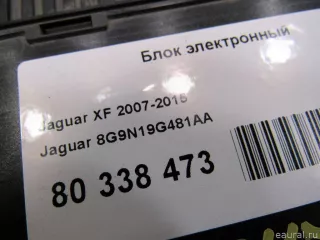 Блок электронный
Jaguar XF 2007-2015
Jaguar 8G9N19G481AA
80 338 473
eaural.ru